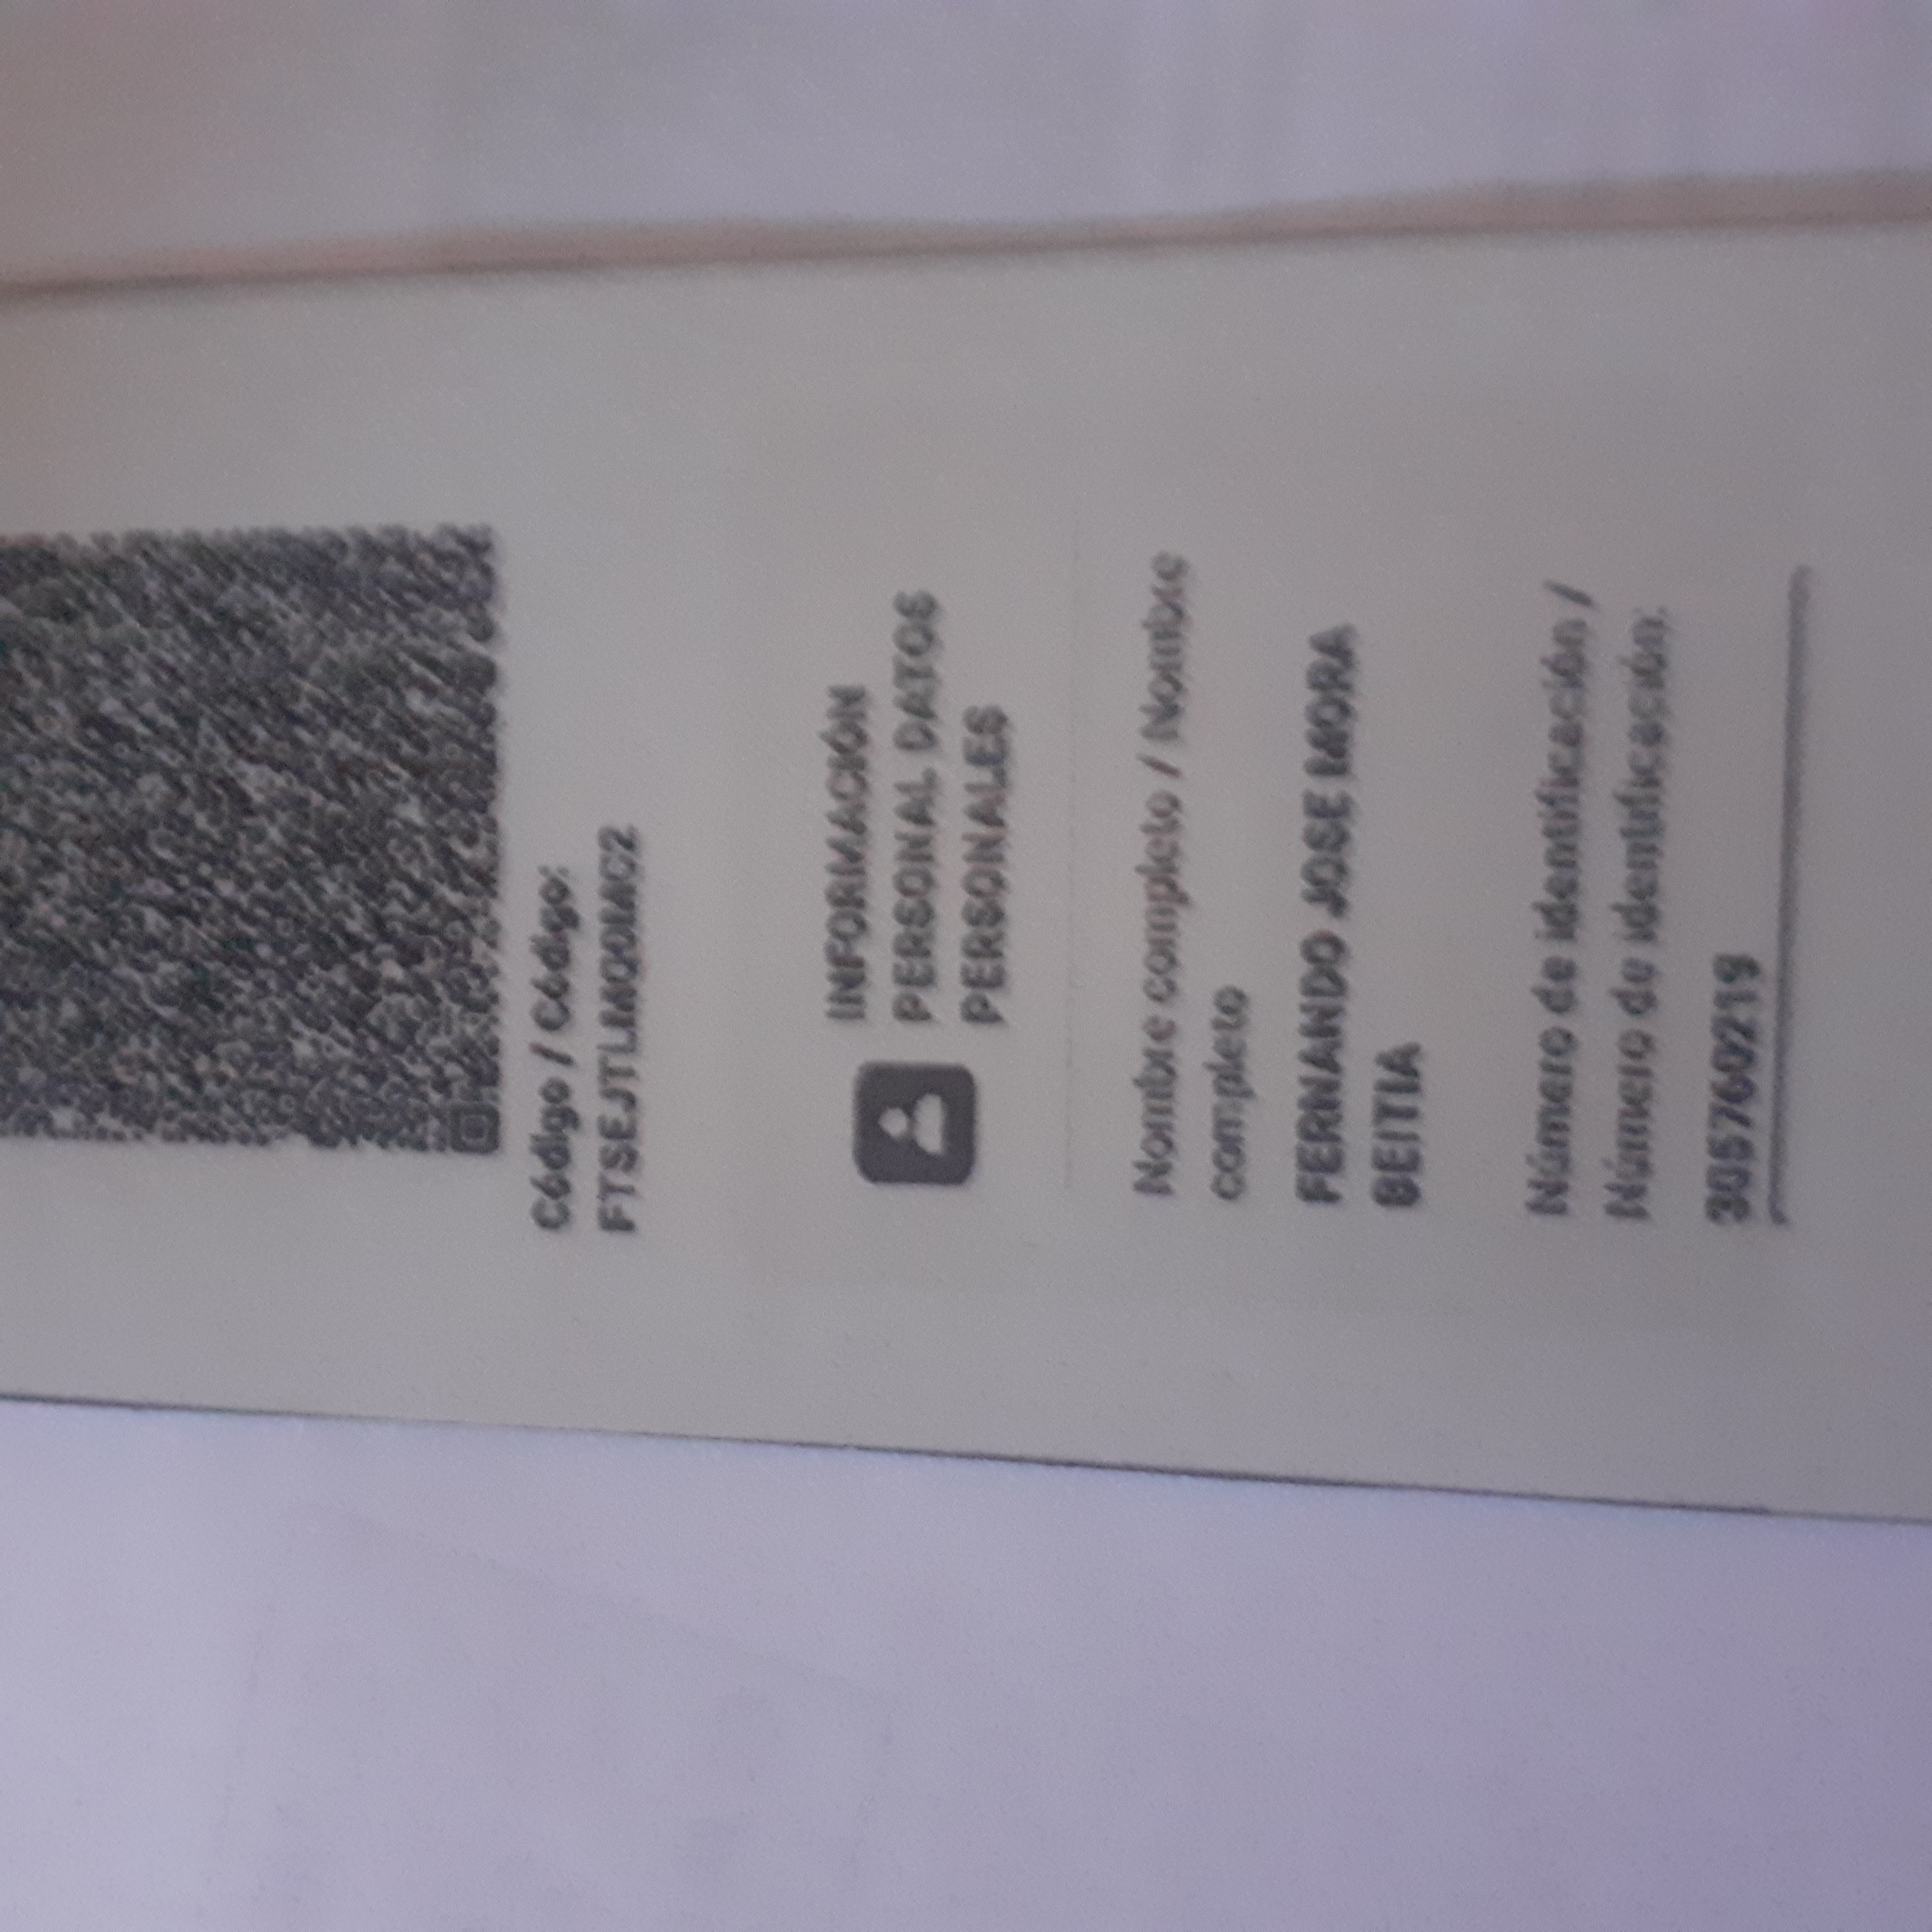 Código / Código:
FTSEJTLMQ0MC2
INFORMACIÓN
PERSONAL DATOS
PERSONALES
Nombre completo / Nombre
completo
FERNANDO JOSE MORA
BEITIA
Número de identificación /
Número de identificación:
305760219